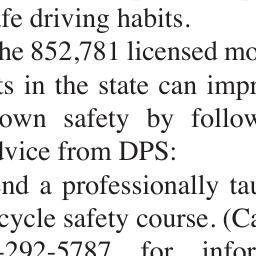 fe driving habits.
he 852,781 licensed mo
ts in the state can impr
own safety by follow
lvice from DPS:
nd a professionally tau
cycle safety course. (Ca
-292-5787 for infor